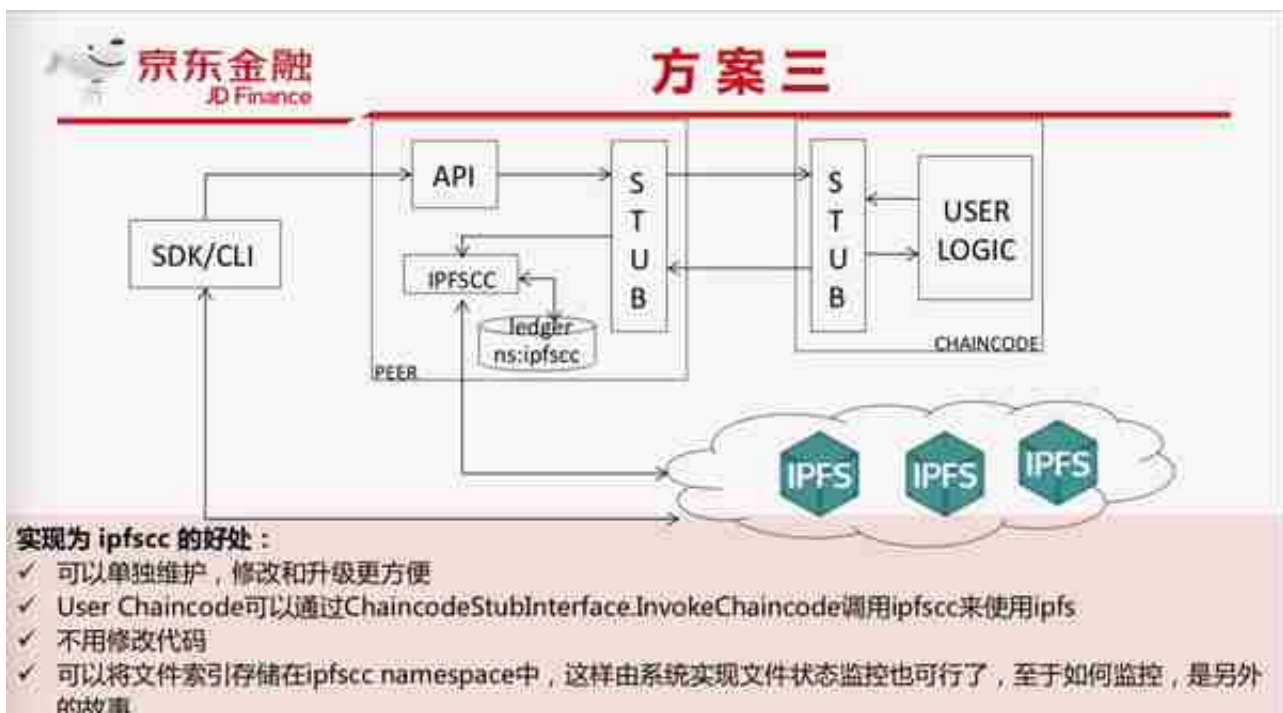 京东金融
JD Finance
方案三
API
S
T
U
B
S
T
U
B
USER
LOGIC
SDK/CLI
IPFSCC
ledger
ns:ipfscc
PEER
CHAINCODE
IPFS
IPFS
IPFS
实现为 ipfscc 的好处：
✓ 可以单独维护，修改和升级更方便
✓ User Chaincode可以通过ChaincodeStubInterface.InvokeChaincode调用ipfscc来使用ipfs
✓ 不用修改代码
✓ 可以将文件索引存储在ipfscc namespace中，这样由系统实现文件状态监控也可行了，至于如何监控，是另外
的故事